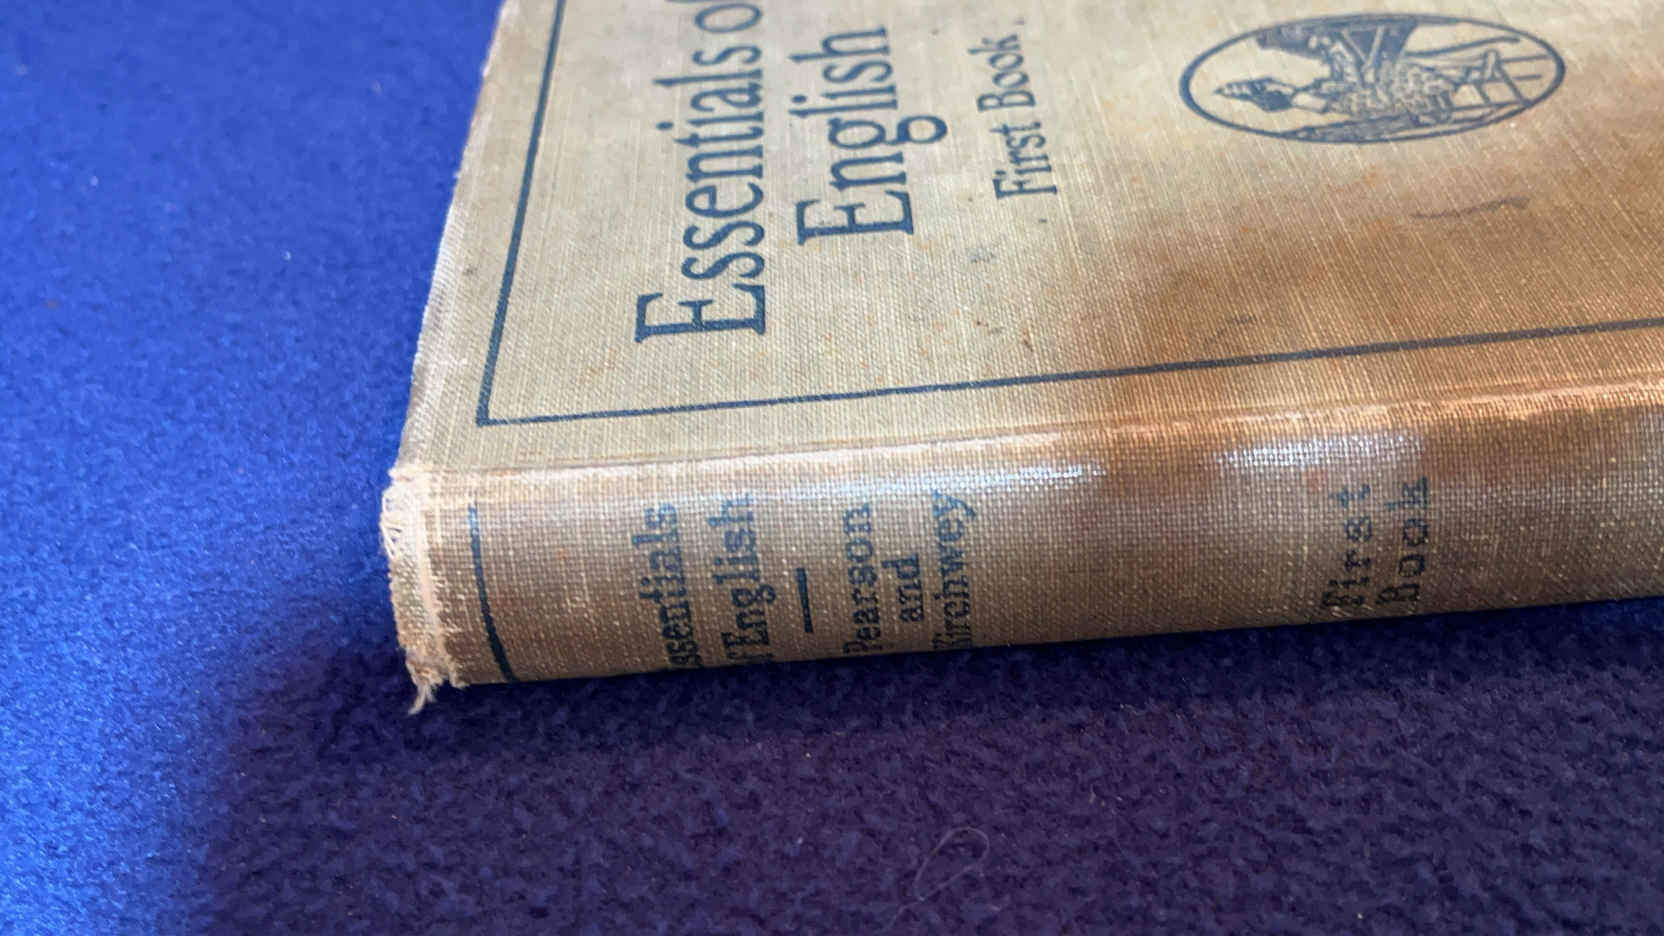 Essentials of
English
First Book
Essentials
of English
Pearson
and
Kirchwey
First
Book